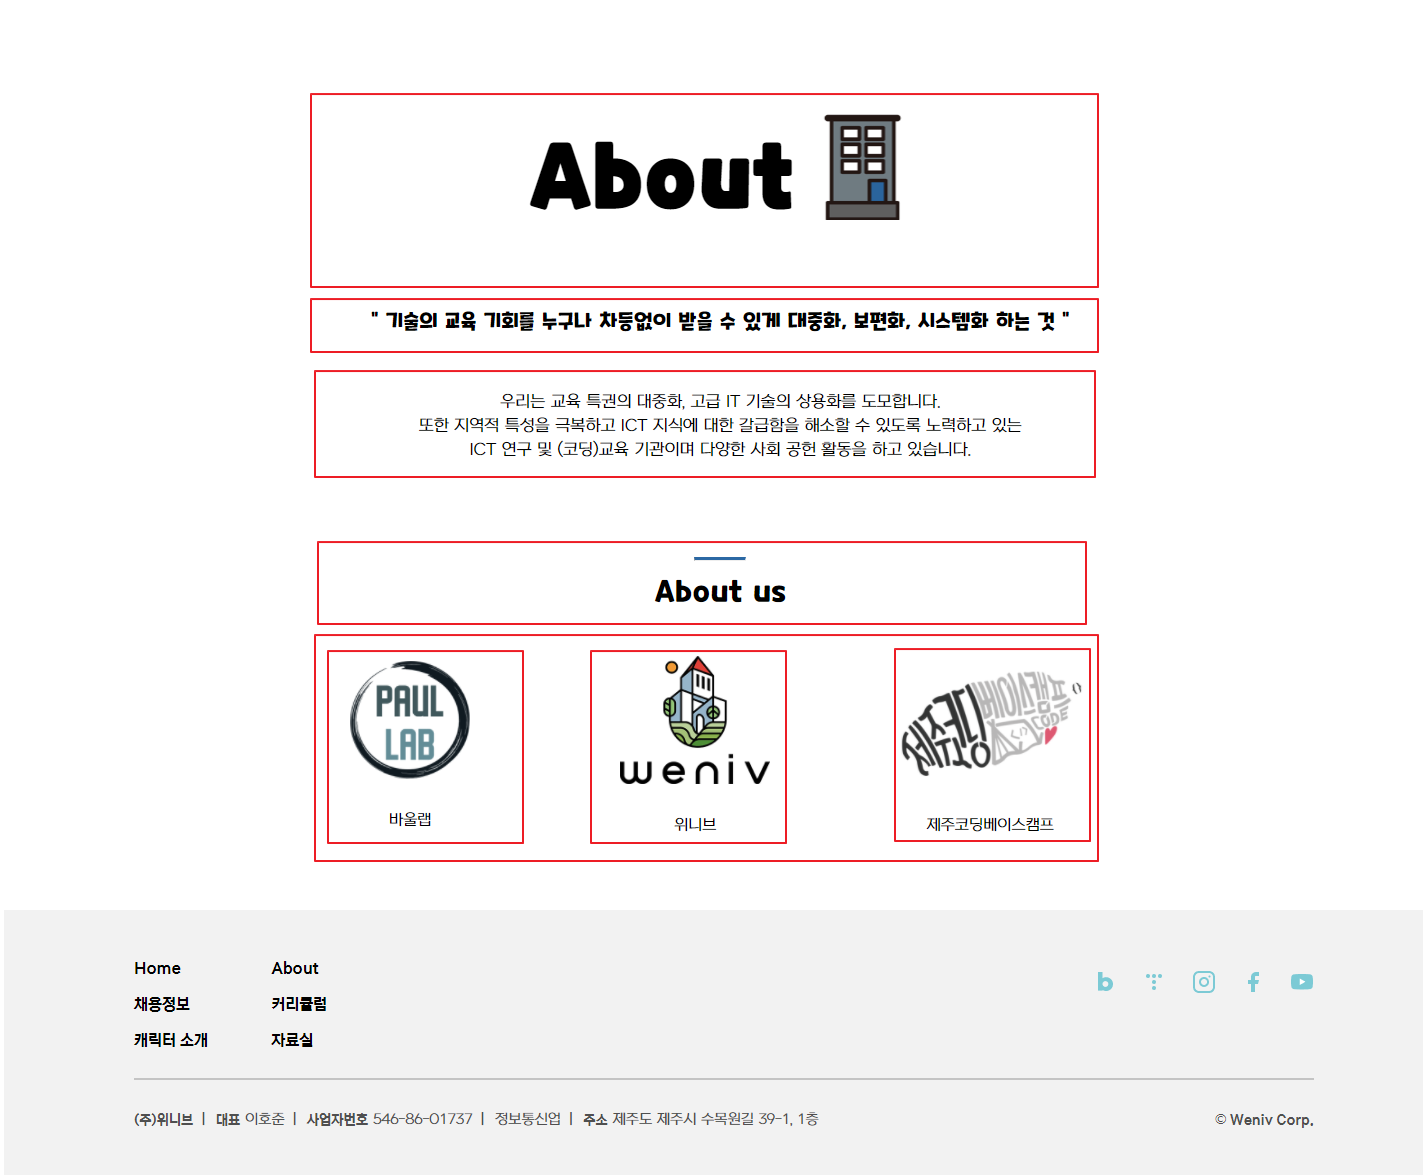 About
" 기술의 교육 기회를 누구나 차등없이 받을 수 있게 대중화, 보편화, 시스템화 하는 것 "
우리는 교육 특권의 대중화, 고급 IT 기술의 상용화를 도모합니다.
또한 지역적 특성을 극복하고 ICT 지식에 대한 갈급함을 해소할 수 있도록 노력하고 있는
ICT 연구 및 (코딩)교육 기관이며 다양한 사회 공헌 활동을 하고 있습니다.
About us
PAUL
LAB
바울랩
weniv
위니브
제주코딩베이스캠프
CODE
제주코딩베이스캠프
Home About
채용정보 커리큘럼
캐릭터 소개 자료실
(주)위니브 | 대표 이호준 | 사업자번호 546-86-01737 | 정보통신업 | 주소 제주도 제주시 수목원길 39-1, 1층
© Weniv Corp.